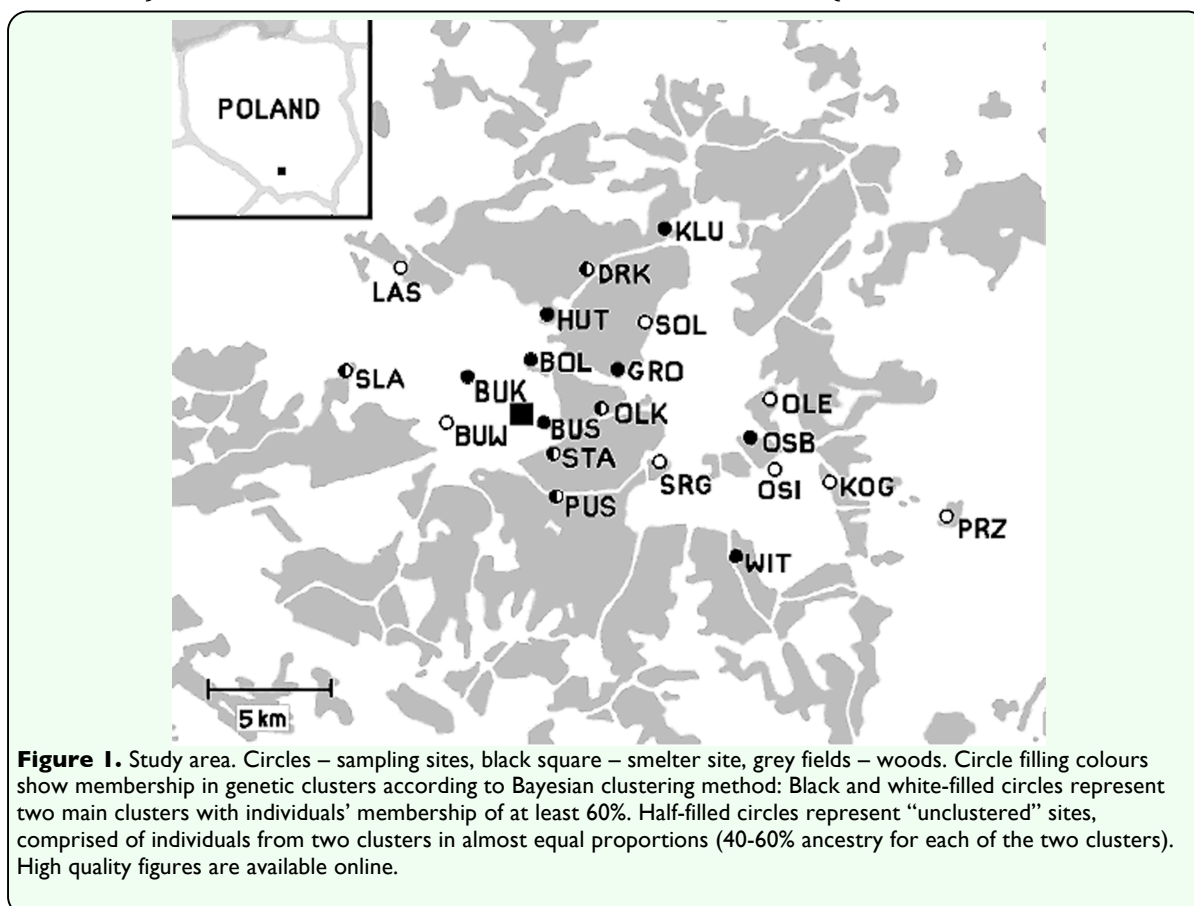 POLAND
KLU
DRK
LAS
HUT
SOL
BOL
GRO
SLA
BUK
OLE
OLK
BUW
BUS
OSB
STA
SRG
OSI
KOG
PUS
PRZ
WIT
5 km
Figure 1. Study area. Circles – sampling sites, black square – smelter site, grey fields – woods. Circle filling colours
show membership in genetic clusters according to Bayesian clustering method: Black and white-filled circles represent
two main clusters with individuals’ membership of at least 60%. Half-filled circles represent “unclustered” sites,
comprised of individuals from two clusters in almost equal proportions (40-60% ancestry for each of the two clusters).
High quality figures are available online.